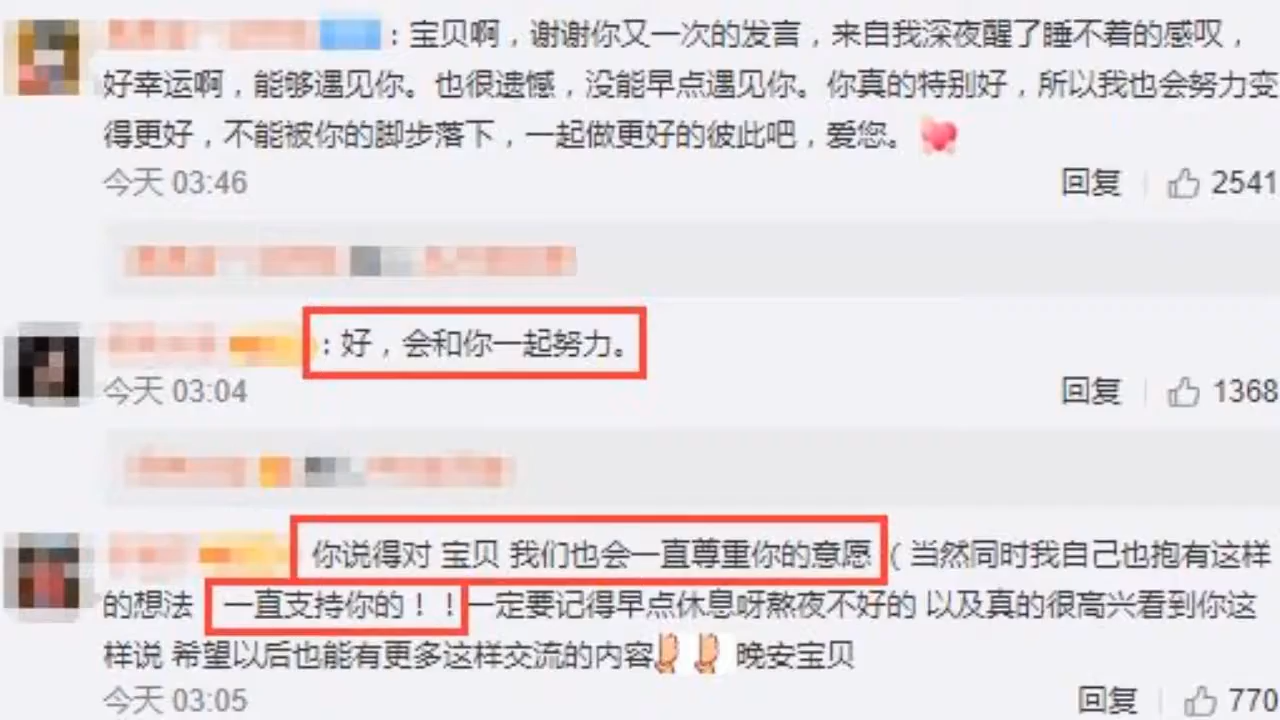 ：宝贝啊，谢谢你又一次的发言，来自我深夜醒了睡不着的感叹，
好幸运啊，能够遇见你。也很遗憾，没能早点遇见你。你真的特别好，所以我也会努力变
得更好，不能被你的脚步落下，一起做更好的彼此吧，爱您。
今天 03:46
回复 2541
：好，会和你一起努力。
今天 03:04
回复 1368
你说得对 宝贝 我们也会一直尊重你的意愿（当然同时我自己也抱有这样
的想法 一直支持你的！！一定要记得早点休息呀熬夜不好的 以及真的很高兴看到你这
样说 希望以后也能有更多这样交流的内容 晚安宝贝
今天 03:05
回复 770